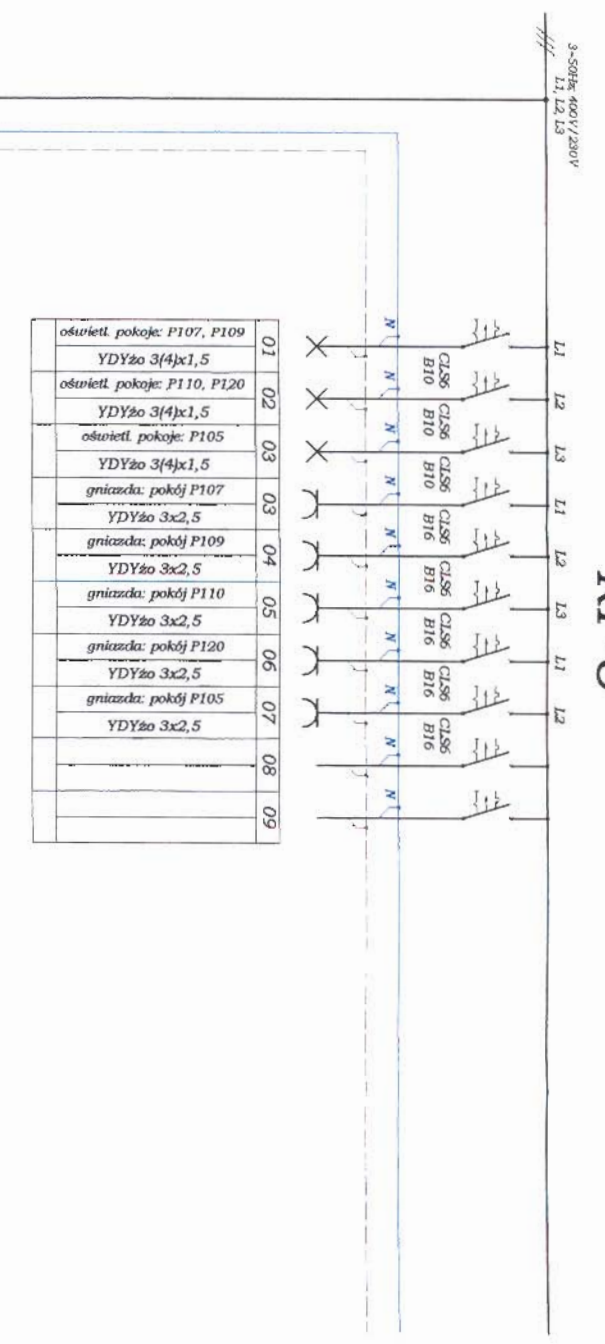 3~50Hz 400V/230V
L1, L2, L3
L1
L2
L3
L1
L2
L3
L1
L2
CLS6
B10
CLS6
B10
CLS6
B10
CLS6
B16
CLS6
B16
CLS6
B16
CLS6
B16
CLS6
B16
N
N
N
N
N
N
N
N
N
N
01
oświetl. pokoje: P107, P109
YDYżo 3(4)x1,5
02
oświetl. pokoje: P110, P120
YDYżo 3(4)x1,5
03
oświetl. pokoje: P105
YDYżo 3(4)x1,5
03
gniazda: pokój P107
YDYżo 3x2,5
04
gniazda: pokój P109
YDYżo 3x2,5
05
gniazda: pokój P110
YDYżo 3x2,5
06
gniazda: pokój P120
YDYżo 3x2,5
07
gniazda: pokój P105
YDYżo 3x2,5
08
09